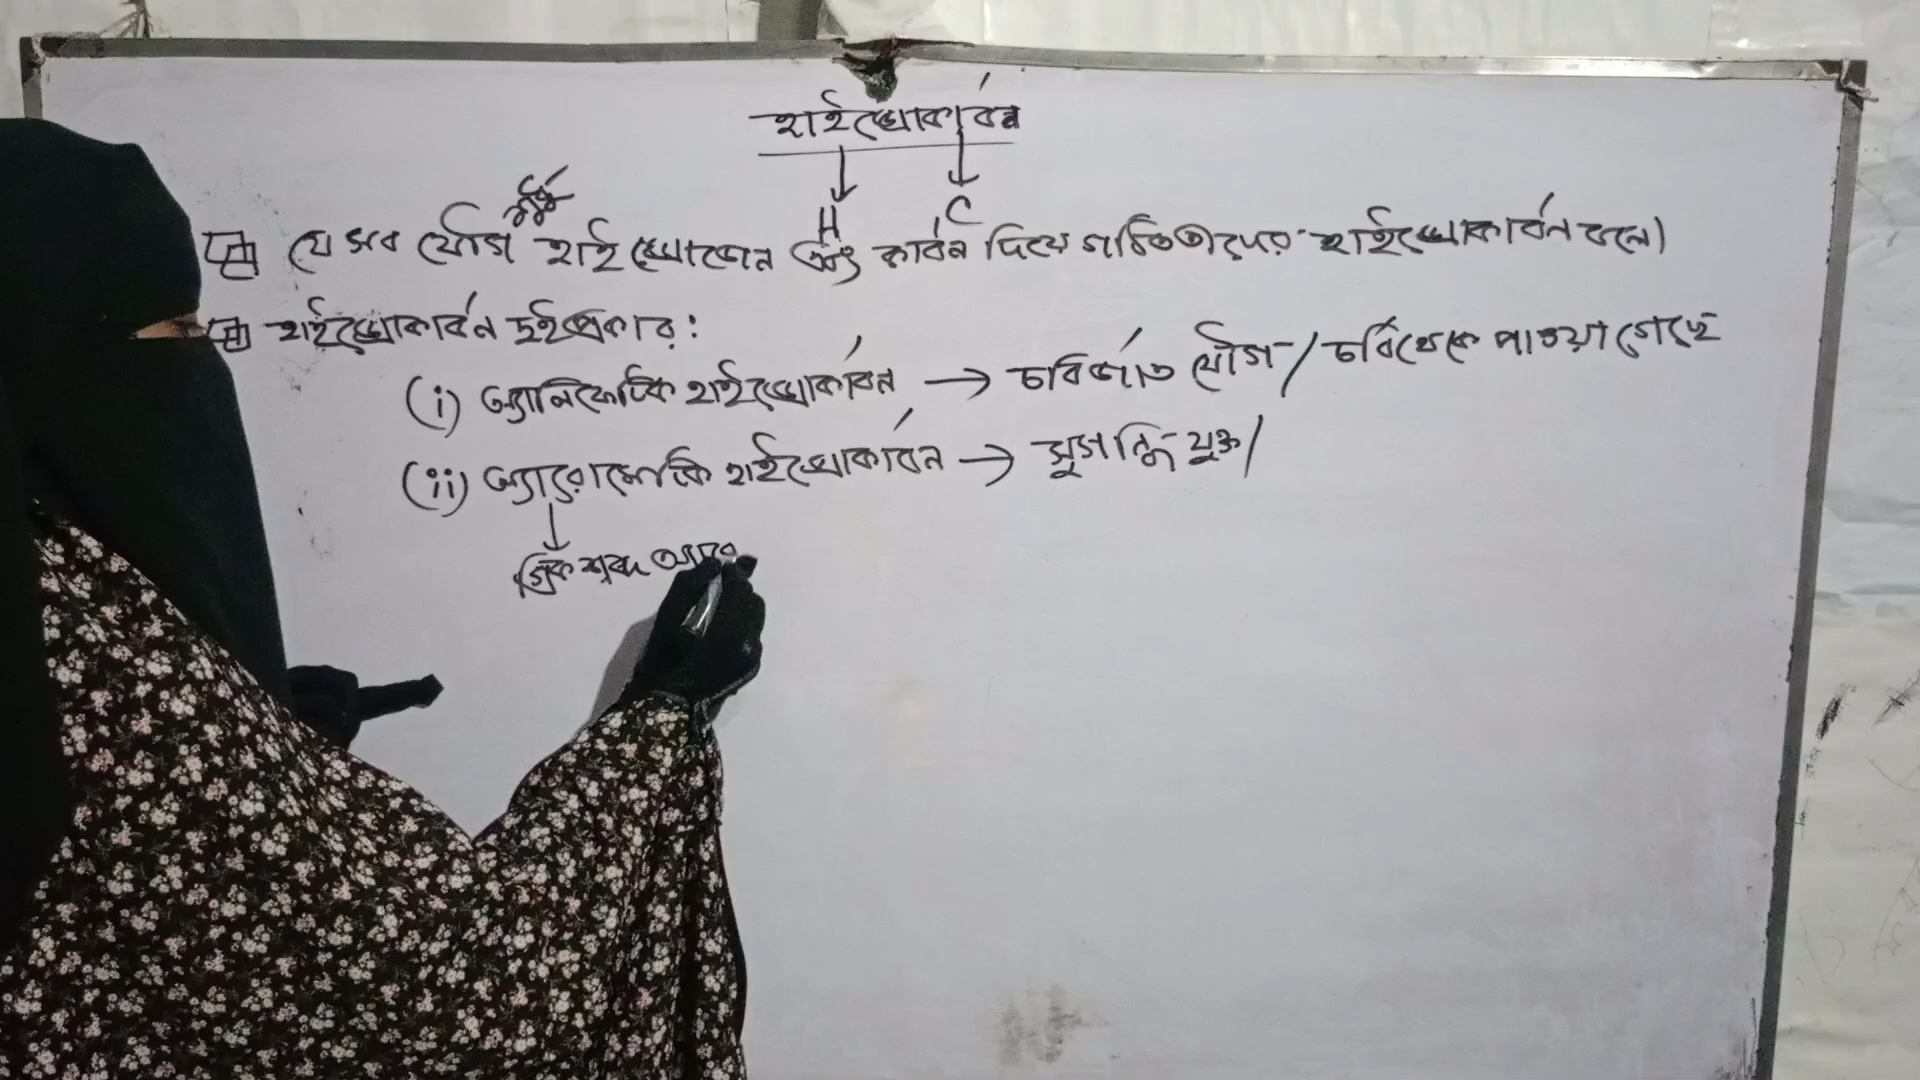 হাইড্রোকার্বন
H C
যে সব যৌগ শুধু হাইড্রোজেন এবং কার্বন দিয়ে গঠিত তাদের হাইড্রোকার্বন বলে।
হাইড্রোকার্বন দুই প্রকার:
(i) অ্যালিফেটিক হাইড্রোকার্বন → চর্বিজাত যৌগ / চর্বি থেকে পাওয়া গেছে
(ii) অ্যারোমেটিক হাইড্রোকার্বন → সুগন্ধি যুক্ত /
গ্রিক শব্দ